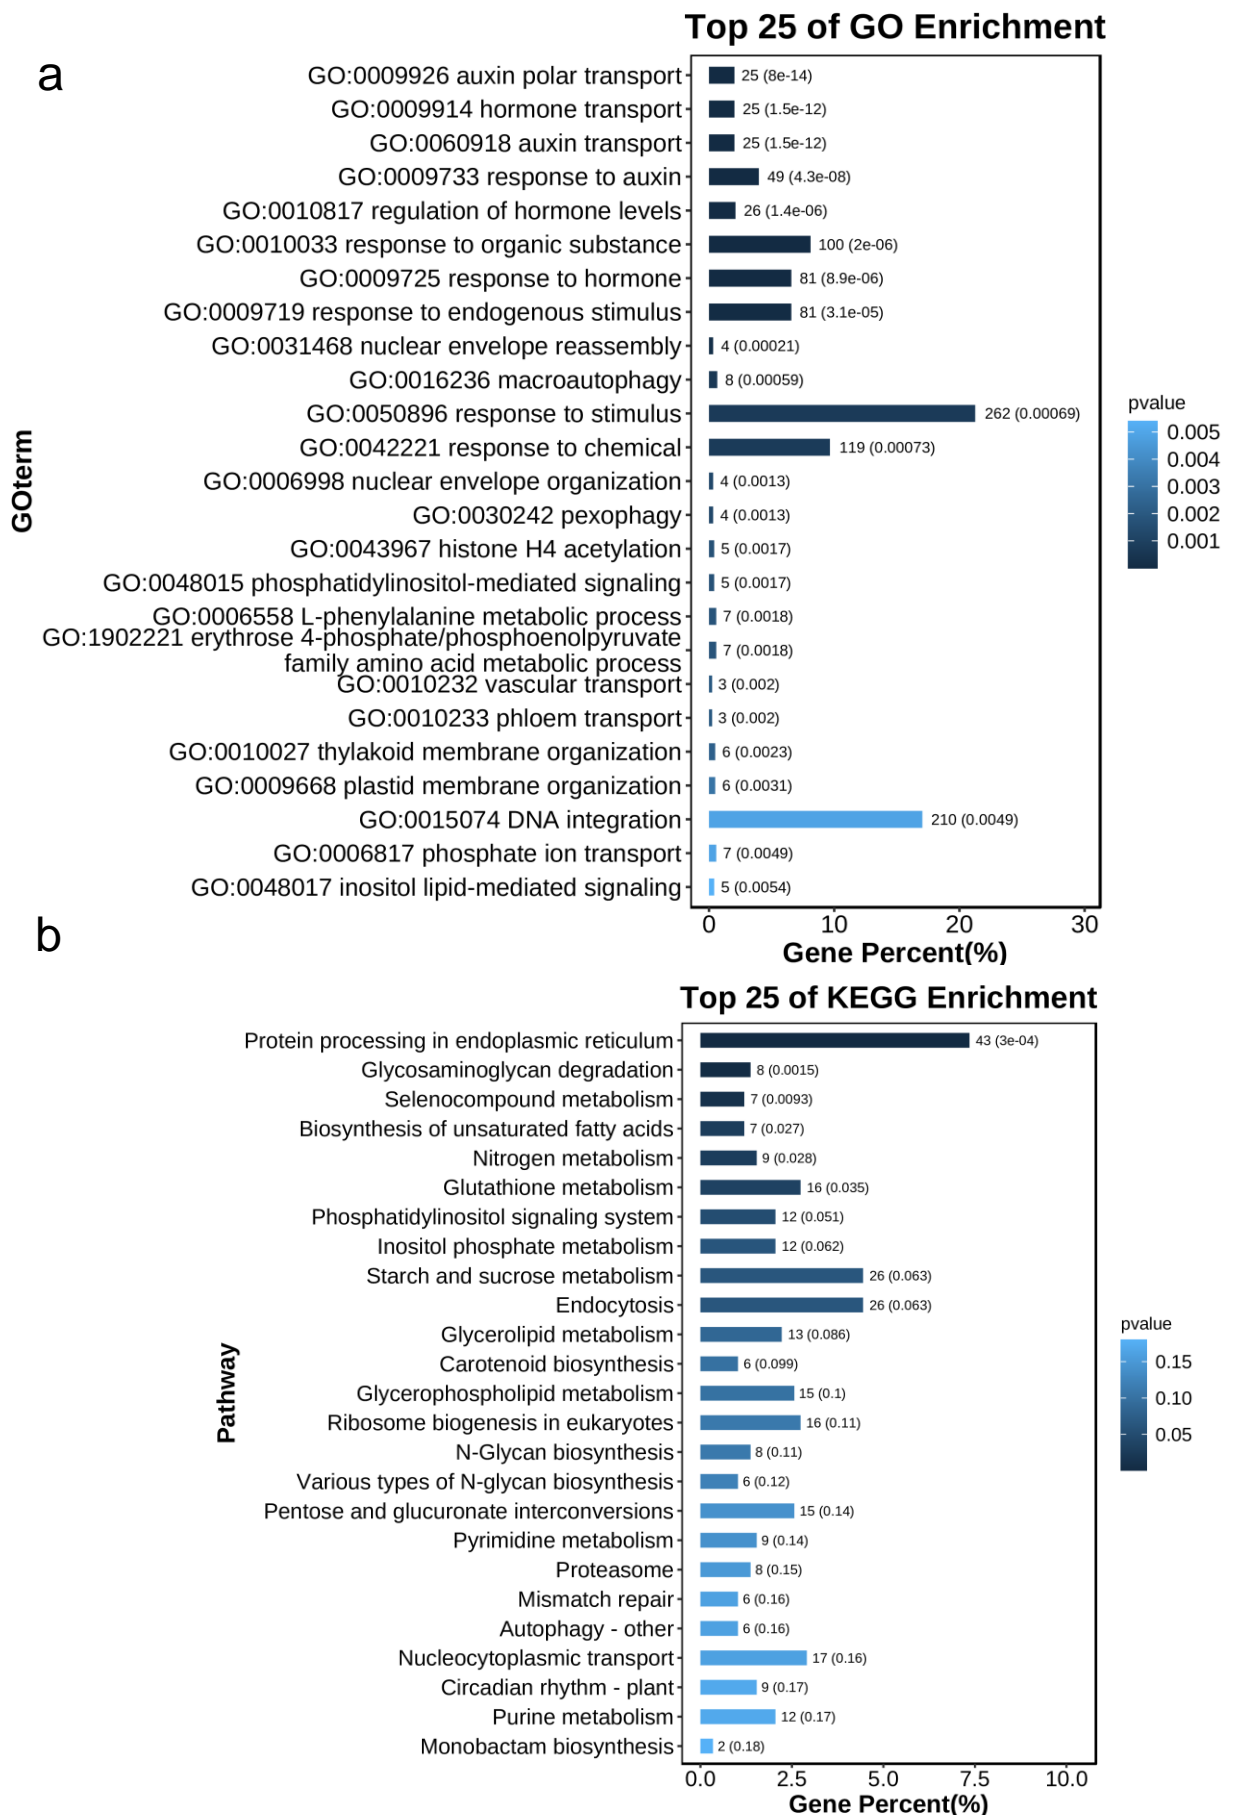 Top 25 of GO Enrichment
a
GO:0009926 auxin polar transport 25 (8e-14)
GO:0009914 hormone transport 25 (1.5e-12)
GO:0060918 auxin transport 25 (1.5e-12)
GO:0009733 response to auxin 49 (4.3e-08)
GO:0010817 regulation of hormone levels 26 (1.4e-06)
GO:0010033 response to organic substance 100 (2e-06)
GO:0009725 response to hormone 81 (8.9e-06)
GO:0009719 response to endogenous stimulus 81 (3.1e-05)
GO:0031468 nuclear envelope reassembly 4 (0.00021)
GO:0016236 macroautophagy 8 (0.00059)
GO:0050896 response to stimulus 262 (0.00069)
GO:0042221 response to chemical 119 (0.00073)
GO:0006998 nuclear envelope organization 4 (0.0013)
GO:0030242 pexophagy 4 (0.0013)
GO:0043967 histone H4 acetylation 5 (0.0017)
GO:0048015 phosphatidylinositol-mediated signaling 5 (0.0017)
GO:0006558 L-phenylalanine metabolic process 7 (0.0018)
GO:1902221 erythrose 4-phosphate/phosphoenolpyruvate
family amino acid metabolic process 7 (0.0018)
GO:0010232 vascular transport 3 (0.002)
GO:0010233 phloem transport 3 (0.002)
GO:0010027 thylakoid membrane organization 6 (0.0023)
GO:0009668 plastid membrane organization 6 (0.0031)
GO:0015074 DNA integration 210 (0.0049)
GO:0006817 phosphate ion transport 7 (0.0049)
GO:0048017 inositol lipid-mediated signaling 5 (0.0054)
GOterm
0 10 20 30
Gene Percent(%)
pvalue
0.005
0.004
0.003
0.002
0.001
b
Top 25 of KEGG Enrichment
Protein processing in endoplasmic reticulum 43 (3e-04)
Glycosaminoglycan degradation 8 (0.0015)
Selenocompound metabolism 7 (0.0093)
Biosynthesis of unsaturated fatty acids 7 (0.027)
Nitrogen metabolism 9 (0.028)
Glutathione metabolism 16 (0.035)
Phosphatidylinositol signaling system 12 (0.051)
Inositol phosphate metabolism 12 (0.062)
Starch and sucrose metabolism 26 (0.063)
Endocytosis 26 (0.063)
Glycerolipid metabolism 13 (0.086)
Carotenoid biosynthesis 6 (0.099)
Glycerophospholipid metabolism 15 (0.1)
Ribosome biogenesis in eukaryotes 16 (0.11)
N-Glycan biosynthesis 8 (0.11)
Various types of N-glycan biosynthesis 6 (0.12)
Pentose and glucuronate interconversions 15 (0.14)
Pyrimidine metabolism 9 (0.14)
Proteasome 8 (0.15)
Mismatch repair 6 (0.16)
Autophagy - other 6 (0.16)
Nucleocytoplasmic transport 17 (0.16)
Circadian rhythm - plant 9 (0.17)
Purine metabolism 12 (0.17)
Monobactam biosynthesis 2 (0.18)
Pathway
0.0 2.5 5.0 7.5 10.0
Gene Percent(%)
pvalue
0.15
0.10
0.05